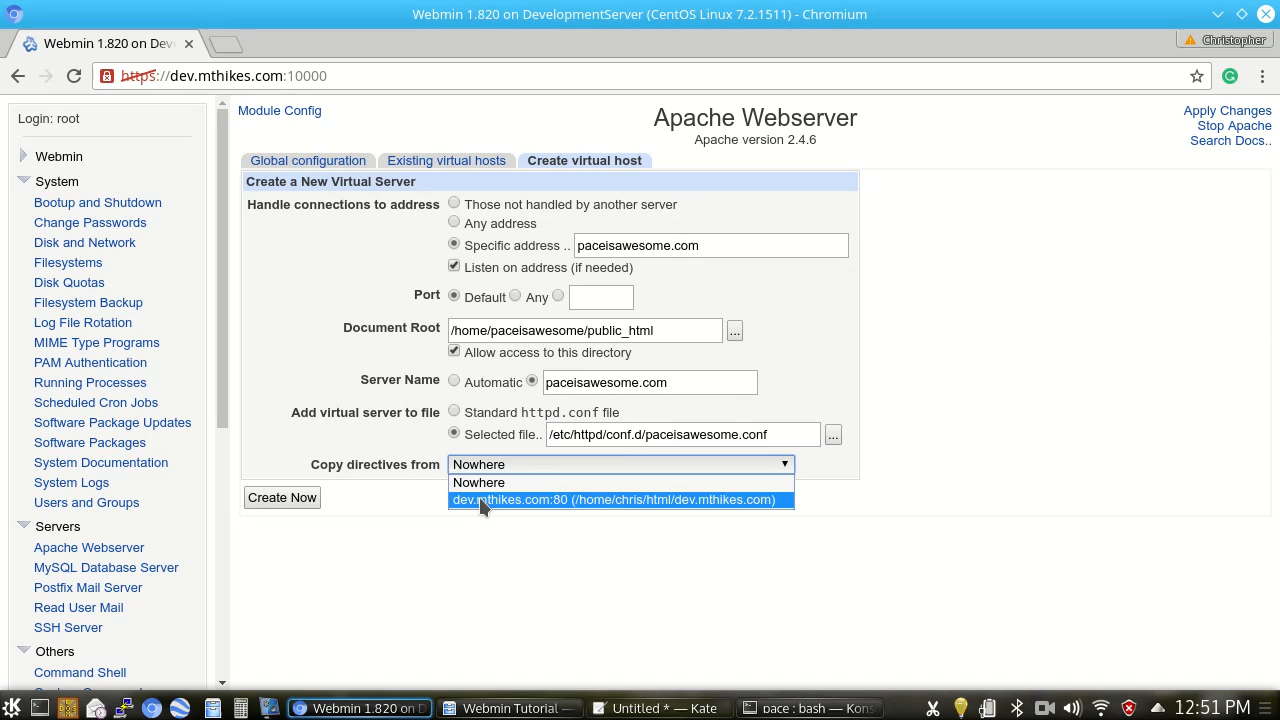 Webmin 1.820 on DevelopmentServer (CentOS Linux 7.2.1511) - Chromium
Webmin 1.820 on Dev
Christopher
https://dev.mthikes.com:10000
Login: root
Webmin
System
Bootup and Shutdown
Change Passwords
Disk and Network
Filesystems
Disk Quotas
Filesystem Backup
Log File Rotation
MIME Type Programs
PAM Authentication
Running Processes
Scheduled Cron Jobs
Software Package Updates
Software Packages
System Documentation
System Logs
Users and Groups
Servers
Apache Webserver
MySQL Database Server
Postfix Mail Server
Read User Mail
SSH Server
Others
Command Shell
Module Config
Apache Webserver
Apache version 2.4.6
Apply Changes
Stop Apache
Search Docs..
Global configuration Existing virtual hosts Create virtual host
Create a New Virtual Server
Handle connections to address Those not handled by another server
Any address
Specific address .. paceisawesome.com
Listen on address (if needed)
Port Default Any
Document Root /home/paceisawesome/public_html ...
Allow access to this directory
Server Name Automatic paceisawesome.com
Add virtual server to file Standard httpd.conf file
Selected file.. /etc/httpd/conf.d/paceisawesome.conf ...
Copy directives from Nowhere
Nowhere
dev.mthikes.com:80 (/home/chris/html/dev.mthikes.com)
Create Now
Webmin 1.820 on D
Webmin Tutorial —
Untitled * — Kate
pace : bash — Kons
12:51 PM